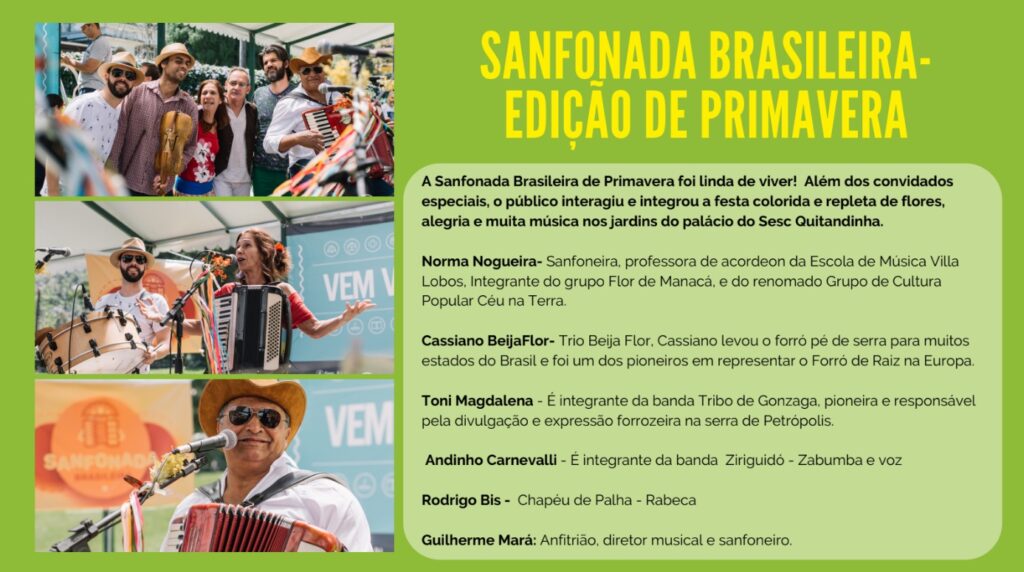 SANFONADA BRASILEIRA-
EDIÇÃO DE PRIMAVERA
A Sanfonada Brasileira de Primavera foi linda de viver!  Além dos convidados
especiais, o público interagiu e integrou a festa colorida e repleta de flores,
alegria e muita música nos jardins do palácio do Sesc Quitandinha.
Norma Nogueira- Sanfoneira, professora de acordeon da Escola de Música Villa
Lobos, Integrante do grupo Flor de Manacá, e do renomado Grupo de Cultura
Popular Céu na Terra.
Cassiano BeijaFlor- Trio Beija Flor, Cassiano levou o forró pé de serra para muitos
estados do Brasil e foi um dos pioneiros em representar o Forró de Raiz na Europa.
Toni Magdalena - É integrante da banda Tribo de Gonzaga, pioneira e responsável
pela divulgação e expressão forrozeira na serra de Petrópolis.
Andinho Carnevalli - É integrante da banda  Ziriguidó - Zabumba e voz
Rodrigo Bis -  Chapéu de Palha - Rabeca
Guilherme Mará: Anfitrião, diretor musical e sanfoneiro.
VEM V
SANFONADA
VEM